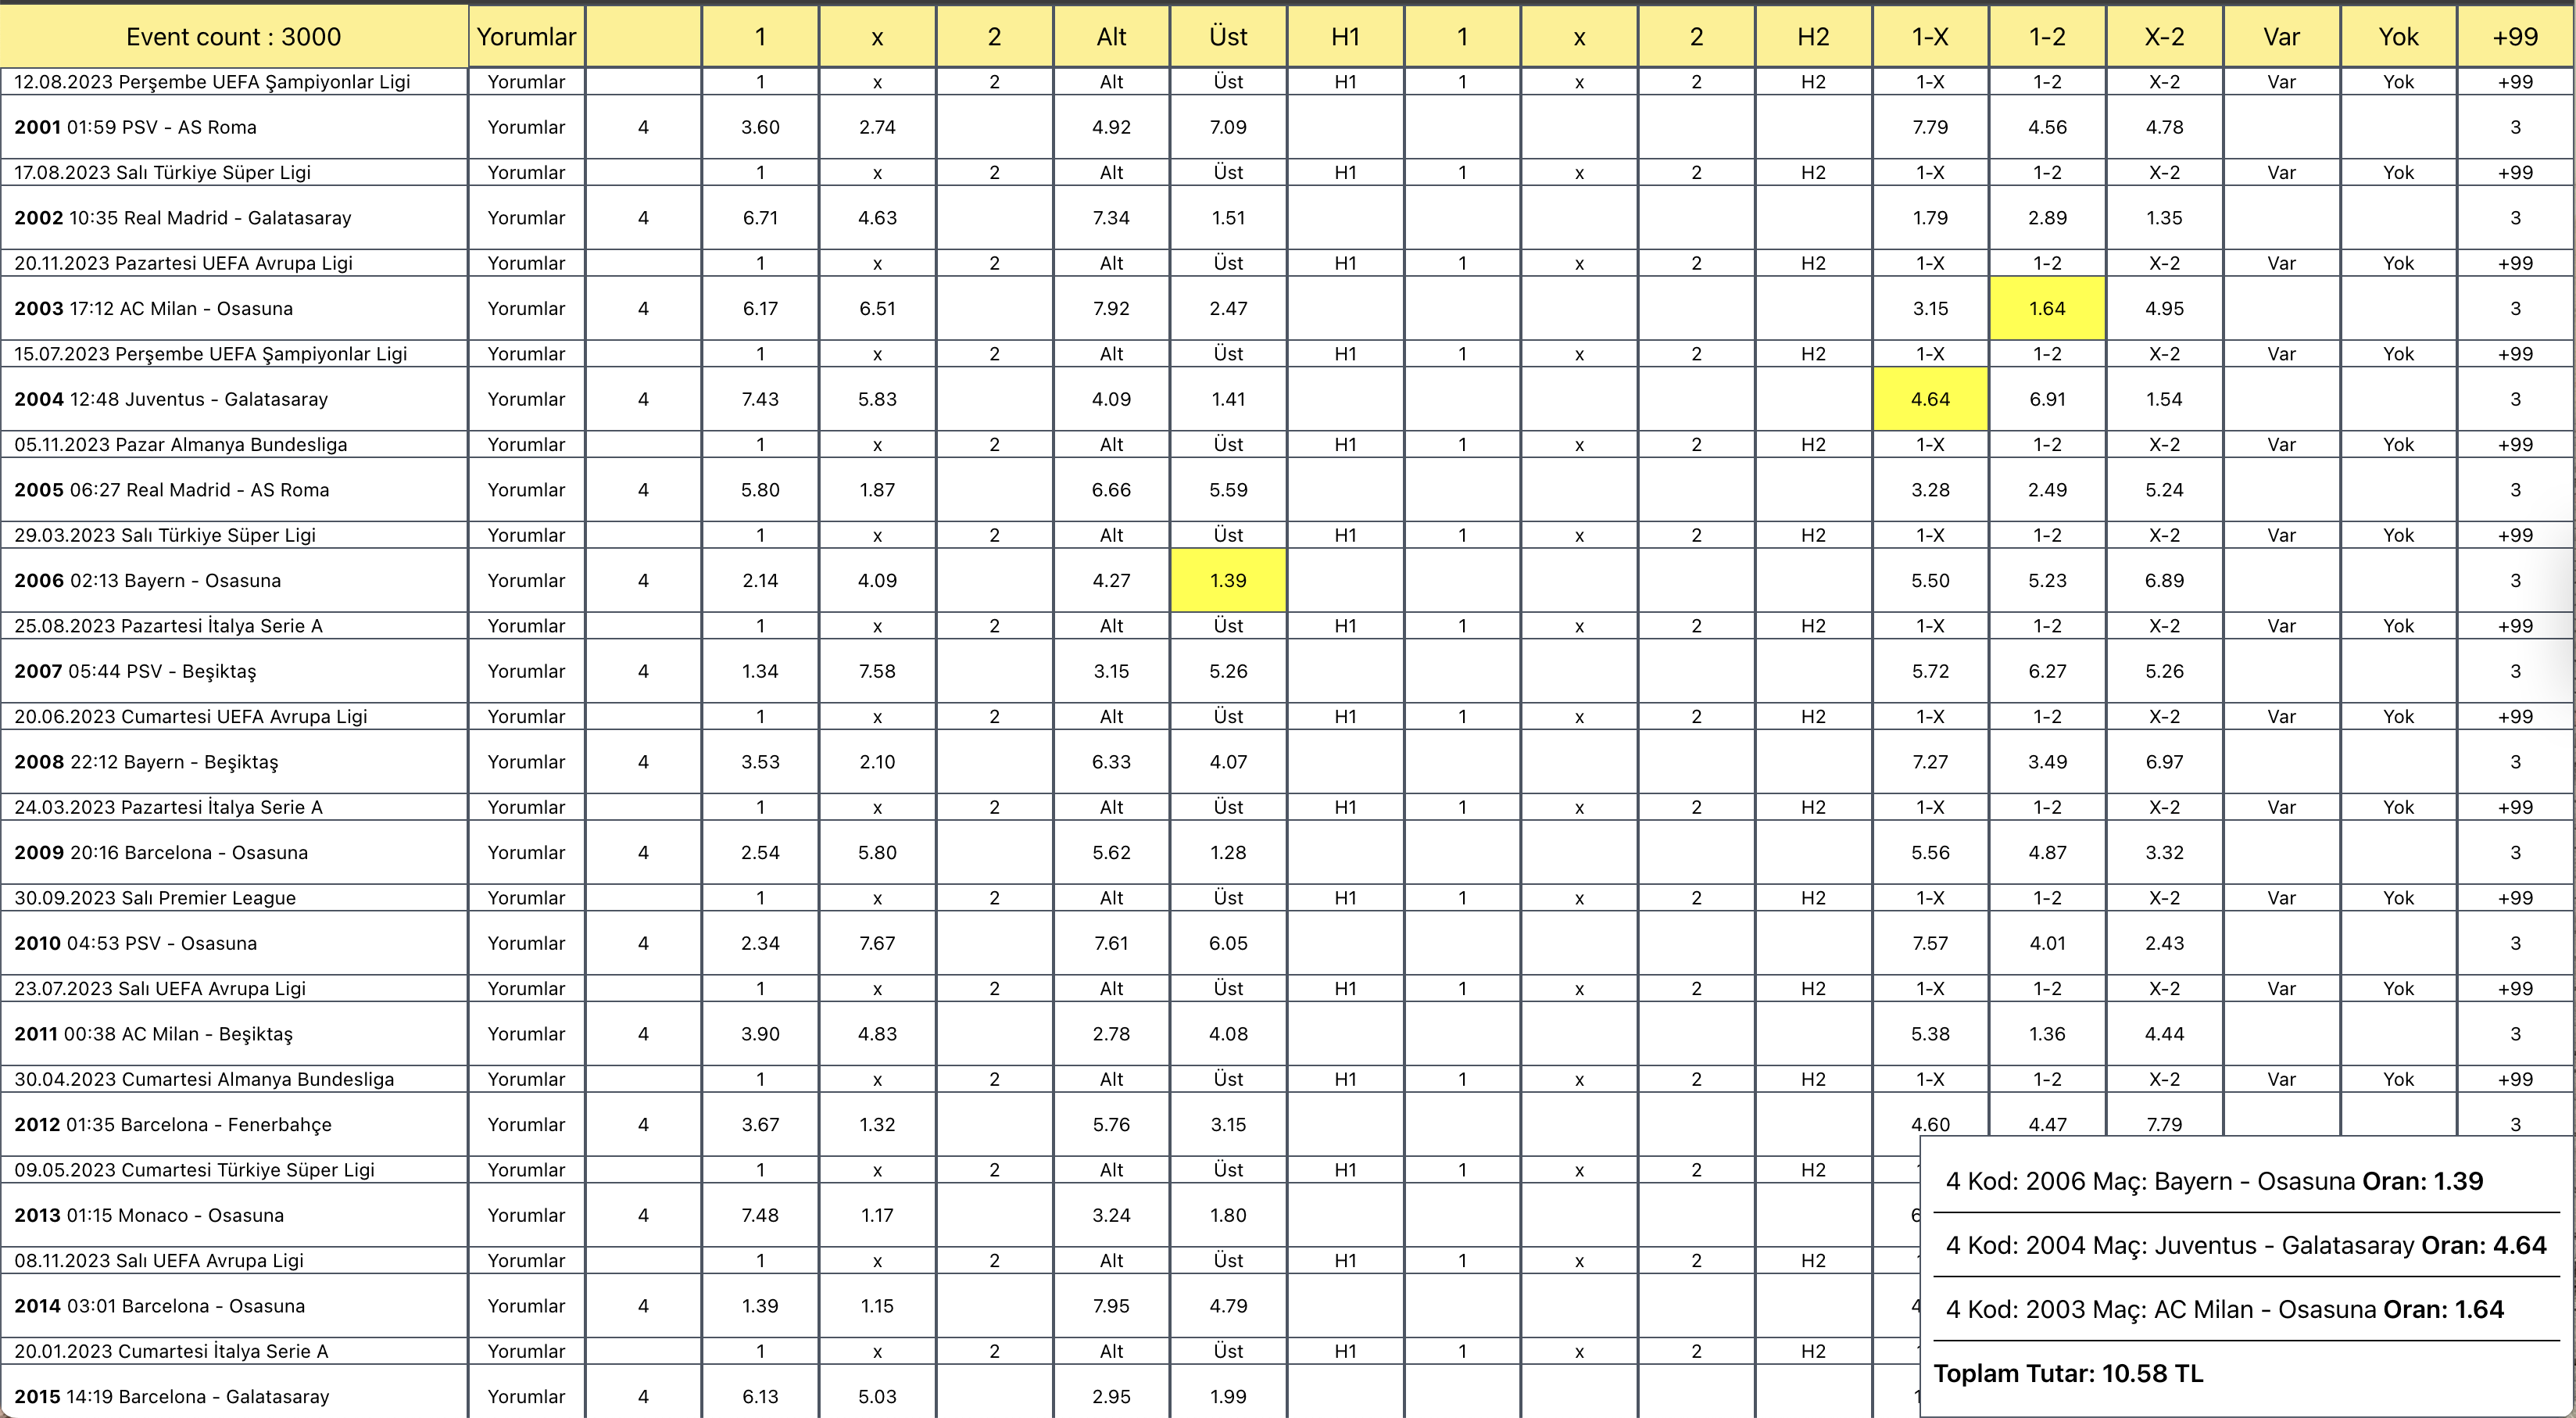 Event count : 3000 Yorumlar 1 x 2 Alt Üst H1 1 x 2 H2 1-X 1-2 X-2 Var Yok +99
12.08.2023 Perşembe UEFA Şampiyonlar Ligi Yorumlar 1 x 2 Alt Üst H1 1 x 2 H2 1-X 1-2 X-2 Var Yok +99
2001 01:59 PSV - AS Roma Yorumlar 4 3.60 2.74 4.92 7.09 7.79 4.56 4.78 3
17.08.2023 Salı Türkiye Süper Ligi Yorumlar 1 x 2 Alt Üst H1 1 x 2 H2 1-X 1-2 X-2 Var Yok +99
2002 10:35 Real Madrid - Galatasaray Yorumlar 4 6.71 4.63 7.34 1.51 1.79 2.89 1.35 3
20.11.2023 Pazartesi UEFA Avrupa Ligi Yorumlar 1 x 2 Alt Üst H1 1 x 2 H2 1-X 1-2 X-2 Var Yok +99
2003 17:12 AC Milan - Osasuna Yorumlar 4 6.17 6.51 7.92 2.47 3.15 1.64 4.95 3
15.07.2023 Perşembe UEFA Şampiyonlar Ligi Yorumlar 1 x 2 Alt Üst H1 1 x 2 H2 1-X 1-2 X-2 Var Yok +99
2004 12:48 Juventus - Galatasaray Yorumlar 4 7.43 5.83 4.09 1.41 4.64 6.91 1.54 3
05.11.2023 Pazar Almanya Bundesliga Yorumlar 1 x 2 Alt Üst H1 1 x 2 H2 1-X 1-2 X-2 Var Yok +99
2005 06:27 Real Madrid - AS Roma Yorumlar 4 5.80 1.87 6.66 5.59 3.28 2.49 5.24 3
29.03.2023 Salı Türkiye Süper Ligi Yorumlar 1 x 2 Alt Üst H1 1 x 2 H2 1-X 1-2 X-2 Var Yok +99
2006 02:13 Bayern - Osasuna Yorumlar 4 2.14 4.09 4.27 1.39 5.50 5.23 6.89 3
25.08.2023 Pazartesi İtalya Serie A Yorumlar 1 x 2 Alt Üst H1 1 x 2 H2 1-X 1-2 X-2 Var Yok +99
2007 05:44 PSV - Beşiktaş Yorumlar 4 1.34 7.58 3.15 5.26 5.72 6.27 5.26 3
20.06.2023 Cumartesi UEFA Avrupa Ligi Yorumlar 1 x 2 Alt Üst H1 1 x 2 H2 1-X 1-2 X-2 Var Yok +99
2008 22:12 Bayern - Beşiktaş Yorumlar 4 3.53 2.10 6.33 4.07 7.27 3.49 6.97 3
24.03.2023 Pazartesi İtalya Serie A Yorumlar 1 x 2 Alt Üst H1 1 x 2 H2 1-X 1-2 X-2 Var Yok +99
2009 20:16 Barcelona - Osasuna Yorumlar 4 2.54 5.80 5.62 1.28 5.56 4.87 3.32 3
30.09.2023 Salı Premier League Yorumlar 1 x 2 Alt Üst H1 1 x 2 H2 1-X 1-2 X-2 Var Yok +99
2010 04:53 PSV - Osasuna Yorumlar 4 2.34 7.67 7.61 6.05 7.57 4.01 2.43 3
23.07.2023 Salı UEFA Avrupa Ligi Yorumlar 1 x 2 Alt Üst H1 1 x 2 H2 1-X 1-2 X-2 Var Yok +99
2011 00:38 AC Milan - Beşiktaş Yorumlar 4 3.90 4.83 2.78 4.08 5.38 1.36 4.44 3
30.04.2023 Cumartesi Almanya Bundesliga Yorumlar 1 x 2 Alt Üst H1 1 x 2 H2 1-X 1-2 X-2 Var Yok +99
2012 01:35 Barcelona - Fenerbahçe Yorumlar 4 3.67 1.32 5.76 3.15 4.60 4.47 7.79 3
09.05.2023 Cumartesi Türkiye Süper Ligi Yorumlar 1 x 2 Alt Üst H1 1 x 2 H2
2013 01:15 Monaco - Osasuna Yorumlar 4 7.48 1.17 3.24 1.80
08.11.2023 Salı UEFA Avrupa Ligi Yorumlar 1 x 2 Alt Üst H1 1 x 2 H2
2014 03:01 Barcelona - Osasuna Yorumlar 4 1.39 1.15 7.95 4.79
20.01.2023 Cumartesi İtalya Serie A Yorumlar 1 x 2 Alt Üst H1 1 x 2 H2
2015 14:19 Barcelona - Galatasaray Yorumlar 4 6.13 5.03 2.95 1.99
4 Kod: 2006 Maç: Bayern - Osasuna Oran: 1.39
4 Kod: 2004 Maç: Juventus - Galatasaray Oran: 4.64
4 Kod: 2003 Maç: AC Milan - Osasuna Oran: 1.64
Toplam Tutar: 10.58 TL